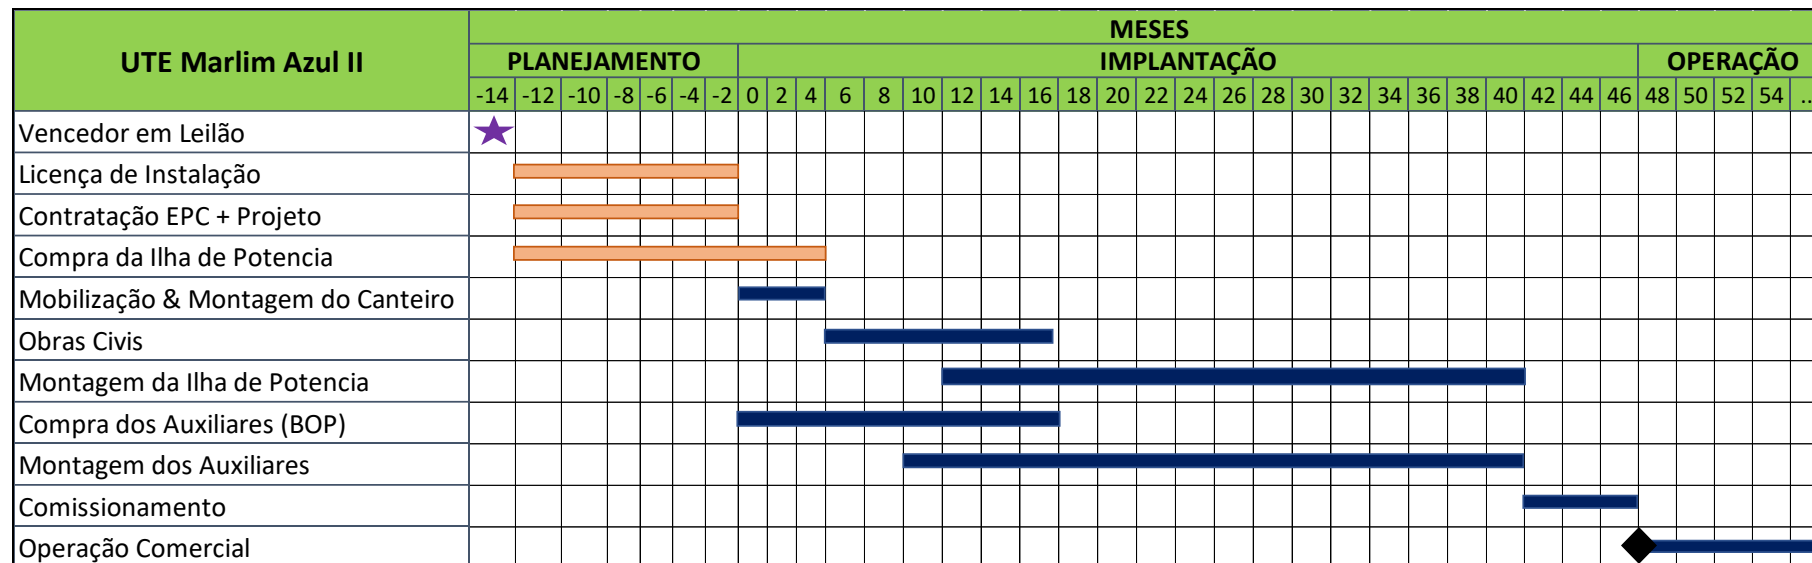 MESES
UTE Marlim Azul II
PLANEJAMENTO IMPLANTAÇÃO OPERAÇÃO
-14 -12 -10 -8 -6 -4 -2 0 2 4 6 8 10 12 14 16 18 20 22 24 26 28 30 32 34 36 38 40 42 44 46 48 50 52 54 ..
Vencedor em Leilão
Licença de Instalação
Contratação EPC + Projeto
Compra da Ilha de Potencia
Mobilização & Montagem do Canteiro
Obras Civis
Montagem da Ilha de Potencia
Compra dos Auxiliares (BOP)
Montagem dos Auxiliares
Comissionamento
Operação Comercial